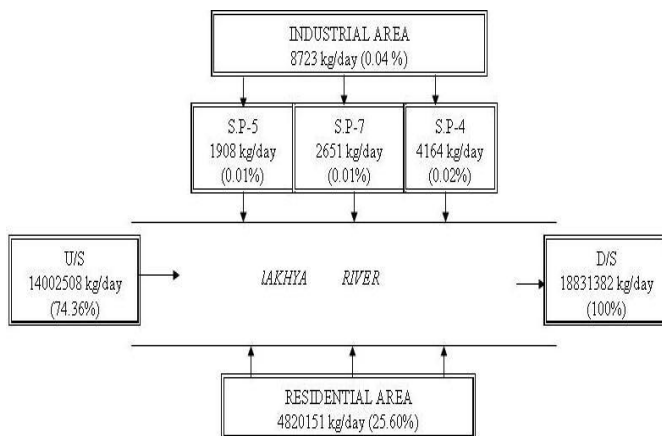 INDUSTRIAL AREA
8723 kg/day (0.04 %)
S.P-5
1908 kg/day
(0.01%)
S.P-7
2651 kg/day
(0.01%)
S.P-4
4164 kg/day
(0.02%)
U/S
14002508 kg/day
(74.36%)
lAKHYA RIVER
D/S
18831382 kg/day
(100%)
RESIDENTIAL AREA
4820151 kg/day (25.60%)